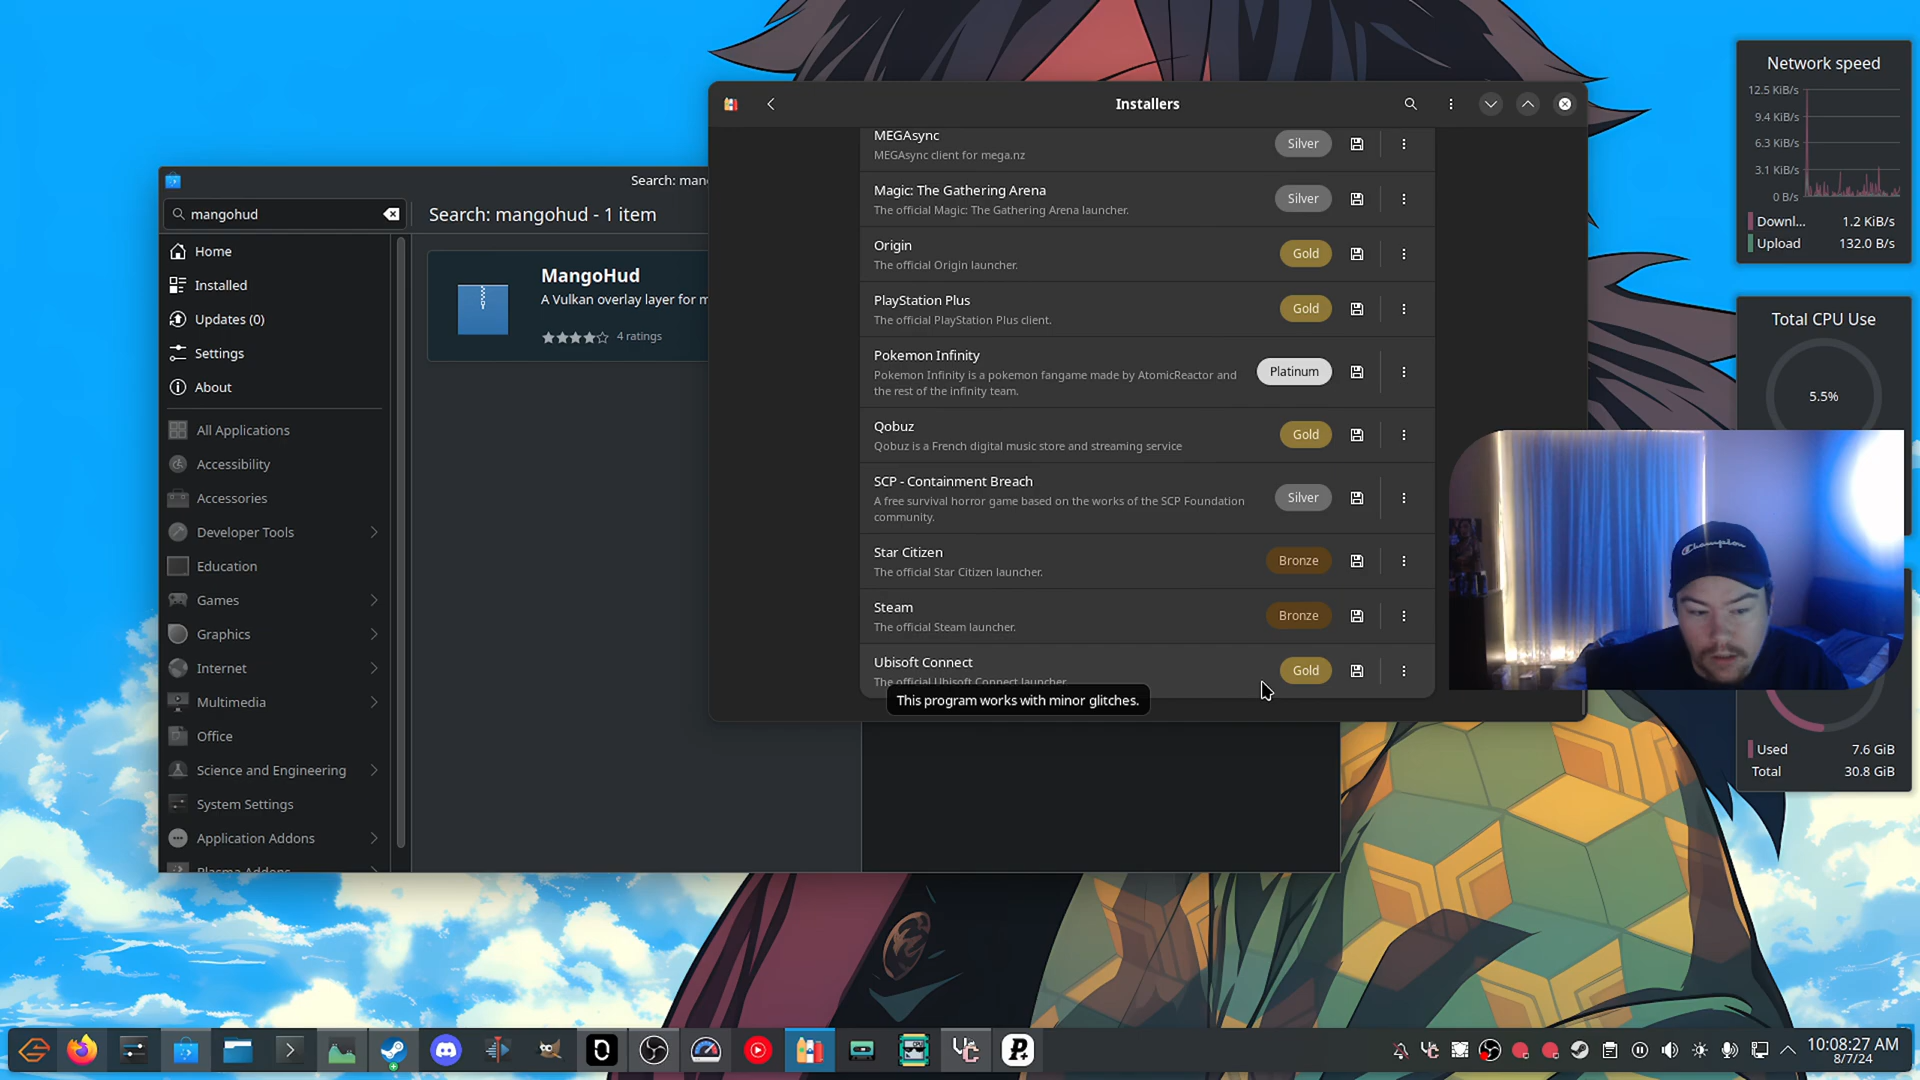 Installers
MEGAsync
MEGAsync client for mega.nz
Silver
Magic: The Gathering Arena
The official Magic: The Gathering Arena launcher.
Silver
Origin
The official Origin launcher.
Gold
PlayStation Plus
The official PlayStation Plus client.
Gold
Pokemon Infinity
Pokemon Infinity is a pokemon fangame made by AtomicReactor and
the rest of the infinity team.
Platinum
Qobuz
Qobuz is a French digital music store and streaming service
Gold
SCP - Containment Breach
A free survival horror game based on the works of the SCP Foundation
community.
Silver
Star Citizen
The official Star Citizen launcher.
Bronze
Steam
The official Steam launcher.
Bronze
Ubisoft Connect
The official Ubisoft Connect launcher.
Gold
This program works with minor glitches.
Search: man
mangohud
Search: mangohud - 1 item
Home
Installed
Updates (0)
Settings
About
All Applications
Accessibility
Accessories
Developer Tools
Education
Games
Graphics
Internet
Multimedia
Office
Science and Engineering
System Settings
Application Addons
Plasma Addons
MangoHud
A Vulkan overlay layer for m
4 ratings
Network speed
12.5 KiB/s
9.4 KiB/s
6.3 KiB/s
3.1 KiB/s
0 B/s
Downl... 1.2 KiB/s
Upload 132.0 B/s
Total CPU Use
5.5%
Champion
Used 7.6 GiB
Total 30.8 GiB
10:08:27 AM
8/7/24